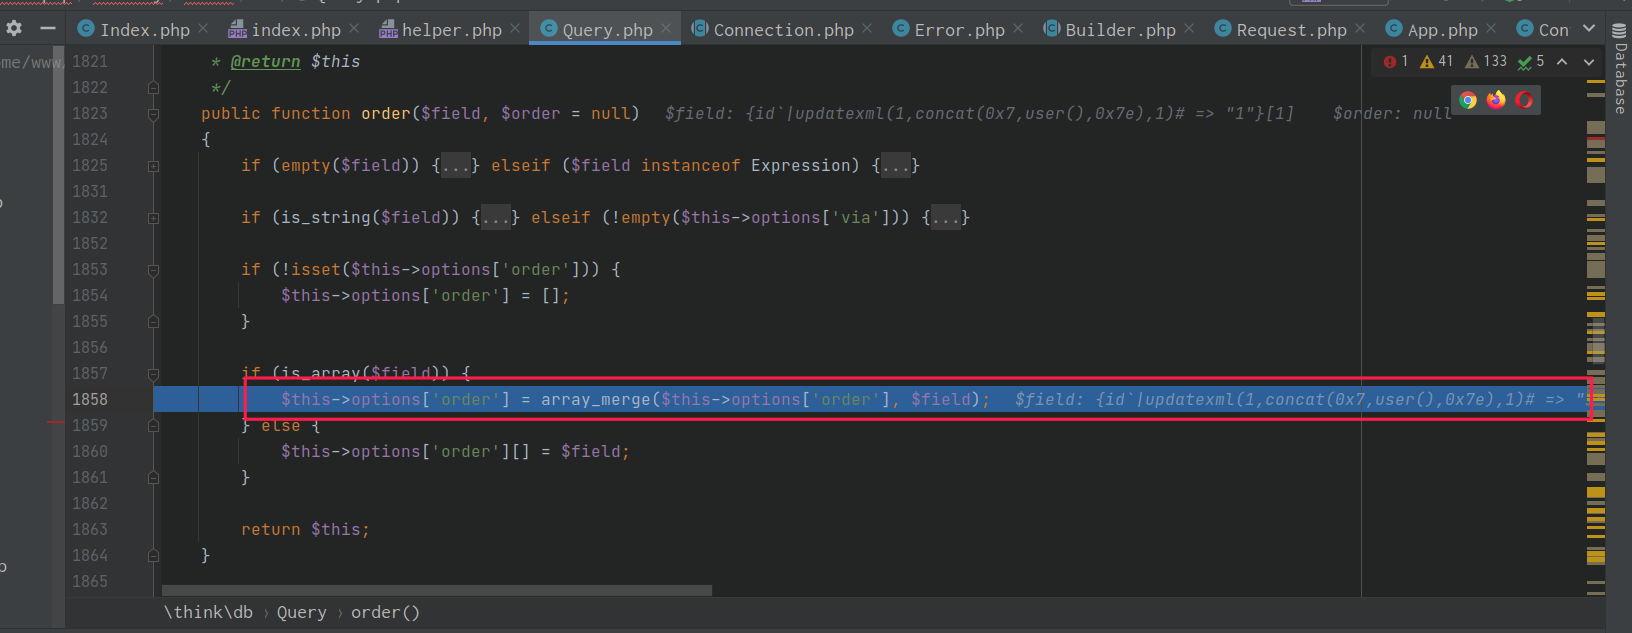 Index.php index.php helper.php Query.php Connection.php Error.php Builder.php Request.php App.php Con
ome/www/
Database
1 41 133 5
1821 * @return $this
1822 */
1823 public function order($field, $order = null) $field: {id`|updatexml(1,concat(0x7,user(),0x7e),1)# => "1"}[1] $order: null
1824 {
1825 if (empty($field)) {...} elseif ($field instanceof Expression) {...}
1831
1832 if (is_string($field)) {...} elseif (!empty($this->options['via'])) {...}
1852
1853 if (!isset($this->options['order'])) {
1854 $this->options['order'] = [];
1855 }
1856
1857 if (is_array($field)) {
1858 $this->options['order'] = array_merge($this->options['order'], $field); $field: {id`|updatexml(1,concat(0x7,user(),0x7e),1)# => "
1859 } else {
1860 $this->options['order'][] = $field;
1861 }
1862
1863 return $this;
1864 }
1865
\think\db › Query › order()